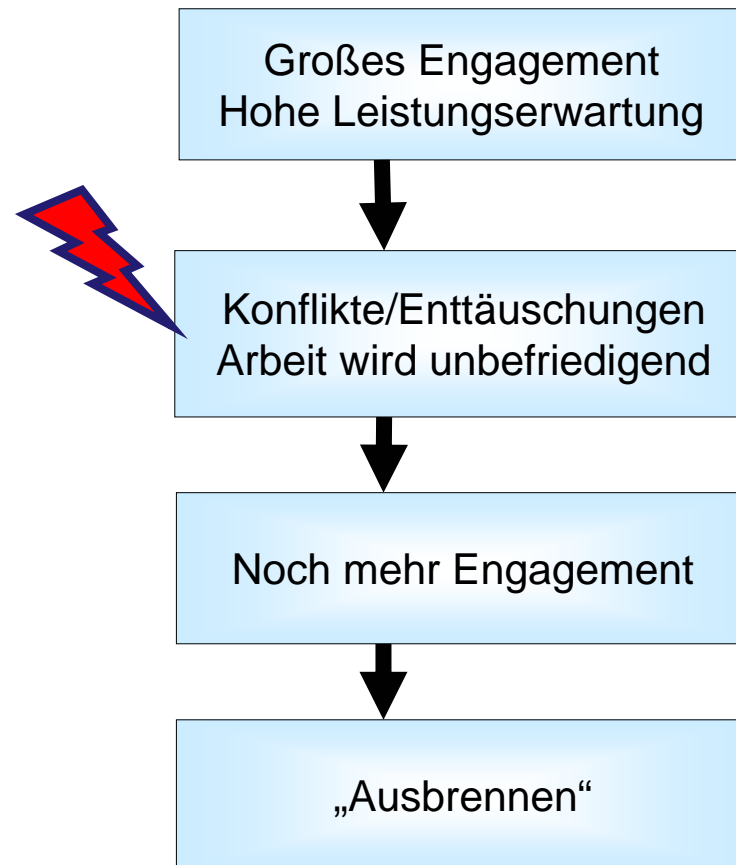 Großes Engagement
Hohe Leistungserwartung
Konflikte/Enttäuschungen
Arbeit wird unbefriedigend
Noch mehr Engagement
„Ausbrennen“